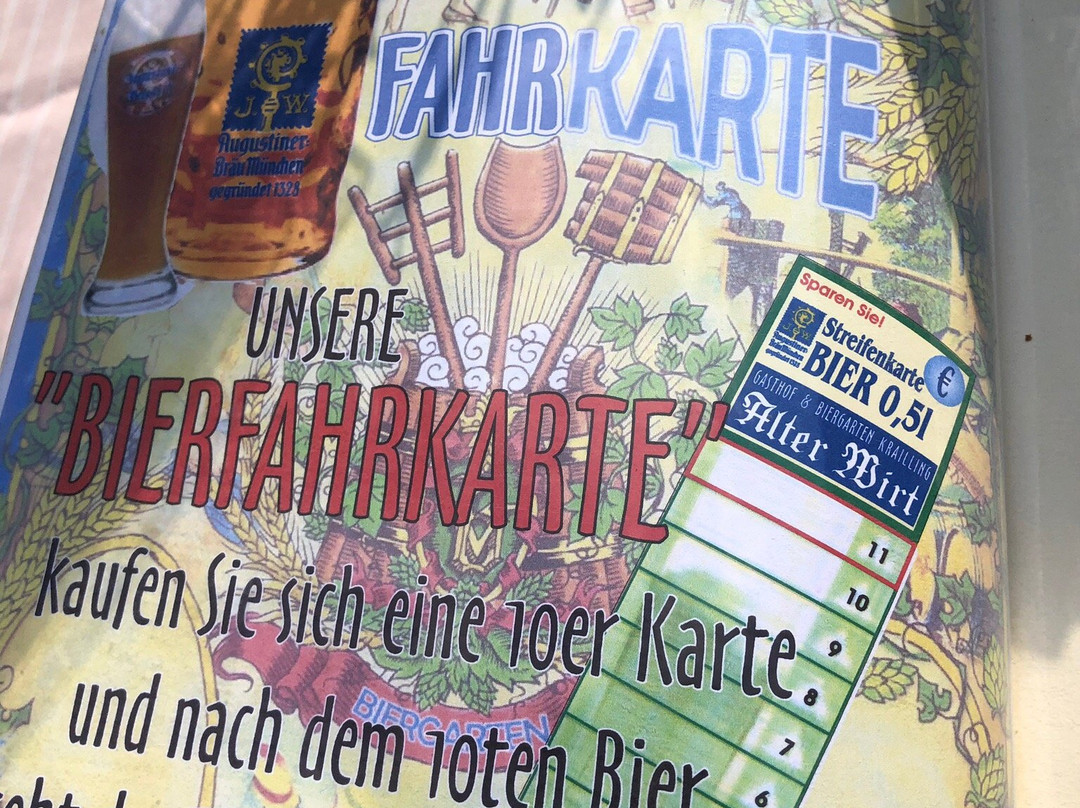 FAHRKARTE
J. W.
Augustiner-
Bräu München
gegründet 1328
UNSERE
"BIERFAHRKARTE"
kaufen Sie sich eine 10er Karte
und nach dem 10ten Bier
BIERGARTEN
Sparen Sie!
Streifenkarte
BIER 0,5l
€
GASTHOF & BIERGARTEN KRAILLING
Alter Wirt
11
10
9
8
7
6